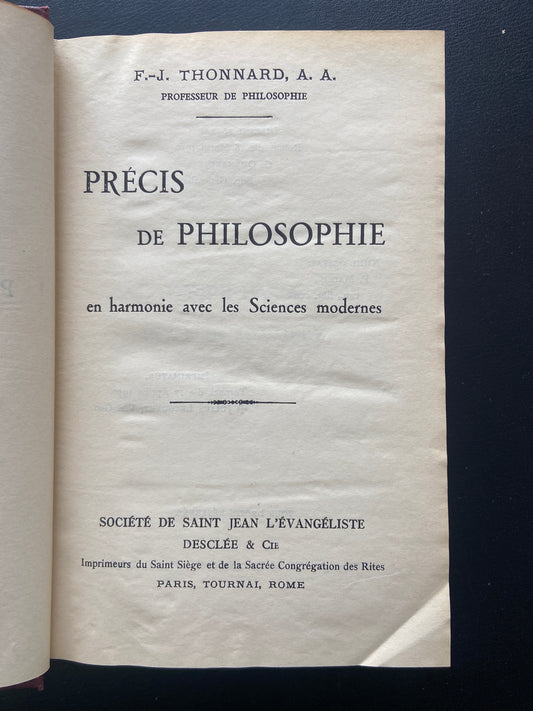 F.-J. THONNARD, A. A.
PROFESSEUR DE PHILOSOPHIE
PRÉCIS
DE PHILOSOPHIE
en harmonie avec les Sciences modernes
SOCIÉTÉ DE SAINT JEAN L'ÉVANGÉLISTE
DESCLÉE & CIE
Imprimeurs du Saint Siège et de la Sacrée Congrégation des Rites
PARIS, TOURNAI, ROME